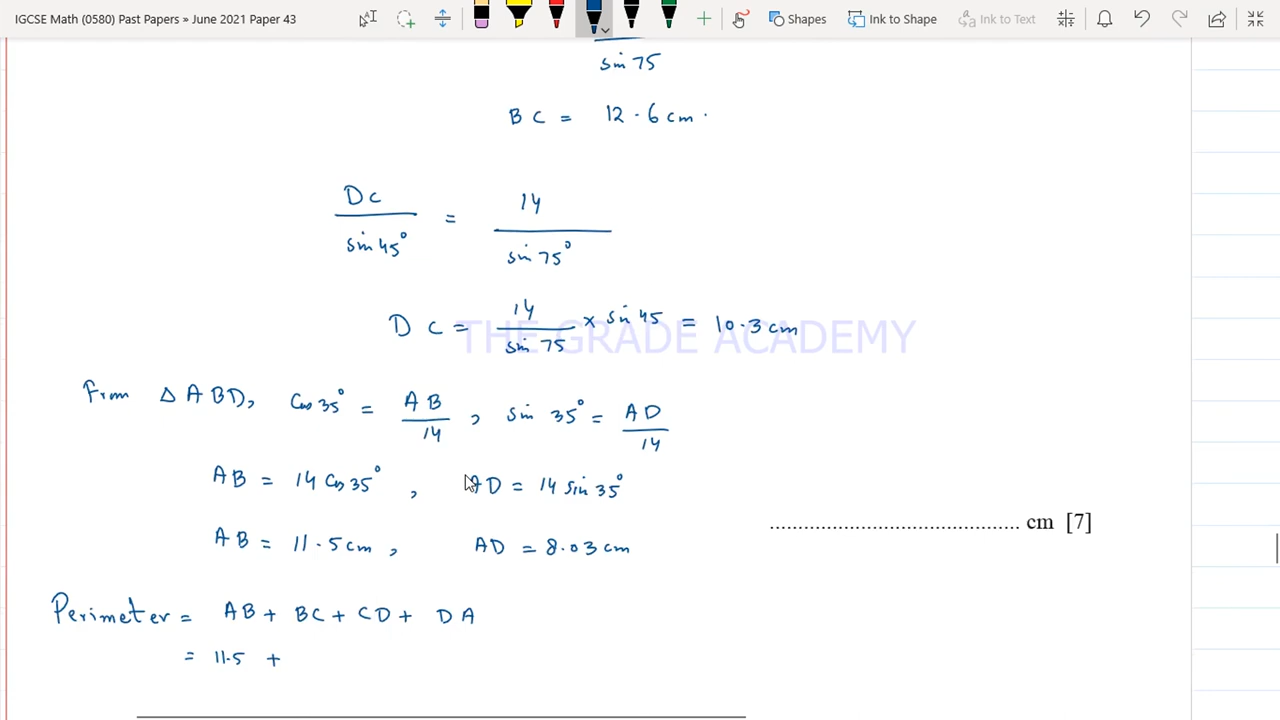 IGCSE Math (0580) Past Papers » June 2021 Paper 43
Shapes
Ink to Shape
Ink to Text
sin 75
BC = 12.6 cm.
DC / sin 45° = 14 / sin 75°
DC = 14 / sin 75 × sin 45 = 10.3 cm
THE GRADE ACADEMY
From Δ ABD, Cos 35° = AB / 14 , sin 35° = AD / 14
AB = 14 Cos 35° , AD = 14 sin 35°
cm [7]
AB = 11.5 cm , AD = 8.03 cm
Perimeter = AB + BC + CD + DA
= 11.5 +